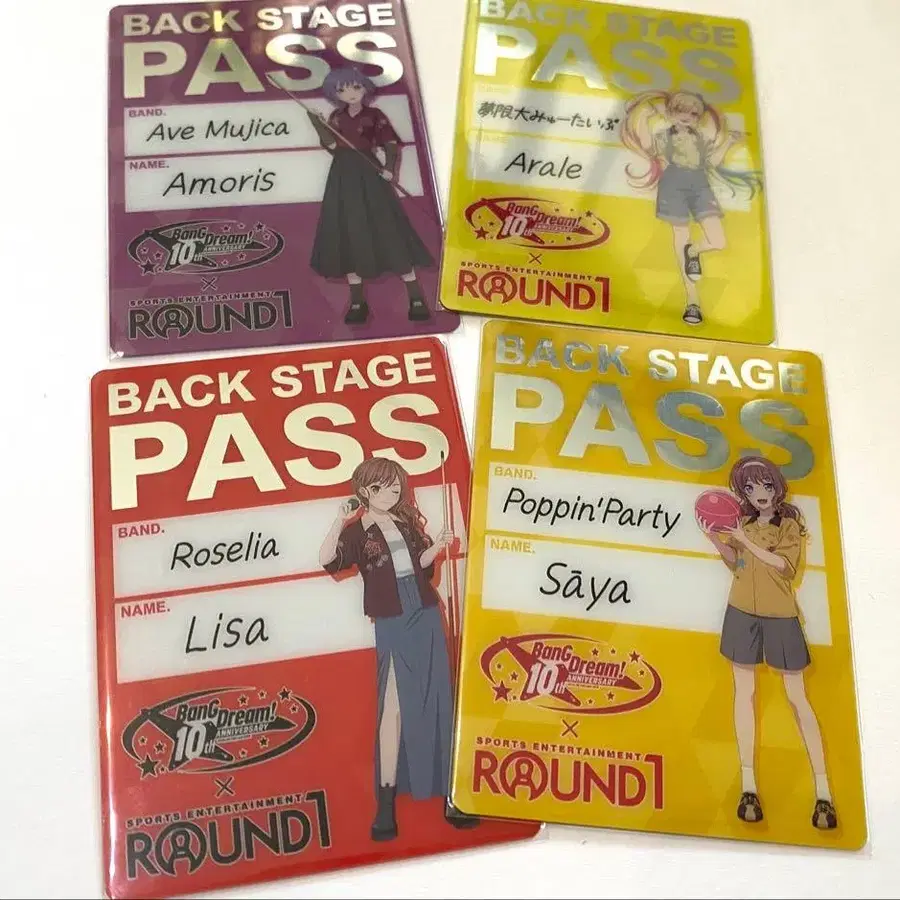 BACK STAGE
PASS
BAND.
Ave Mujica
NAME.
Amoris
BanG Dream!
10th
ANNIVERSARY
×
SPORTS ENTERTAINMENT
ROUND1
BACK STAGE
PASS
夢限大みゅーたいぷ
Arale
BanG Dream!
10th
ANNIVERSARY
×
SPORTS ENTERTAINMENT
ROUND1
BACK STAGE
PASS
BAND.
Roselia
NAME.
Lisa
BanG Dream!
10th
ANNIVERSARY
×
SPORTS ENTERTAINMENT
ROUND1
BACK STAGE
PASS
BAND.
Poppin'Party
NAME.
Sāya
BanG Dream!
10th
ANNIVERSARY
×
SPORTS ENTERTAINMENT
ROUND1